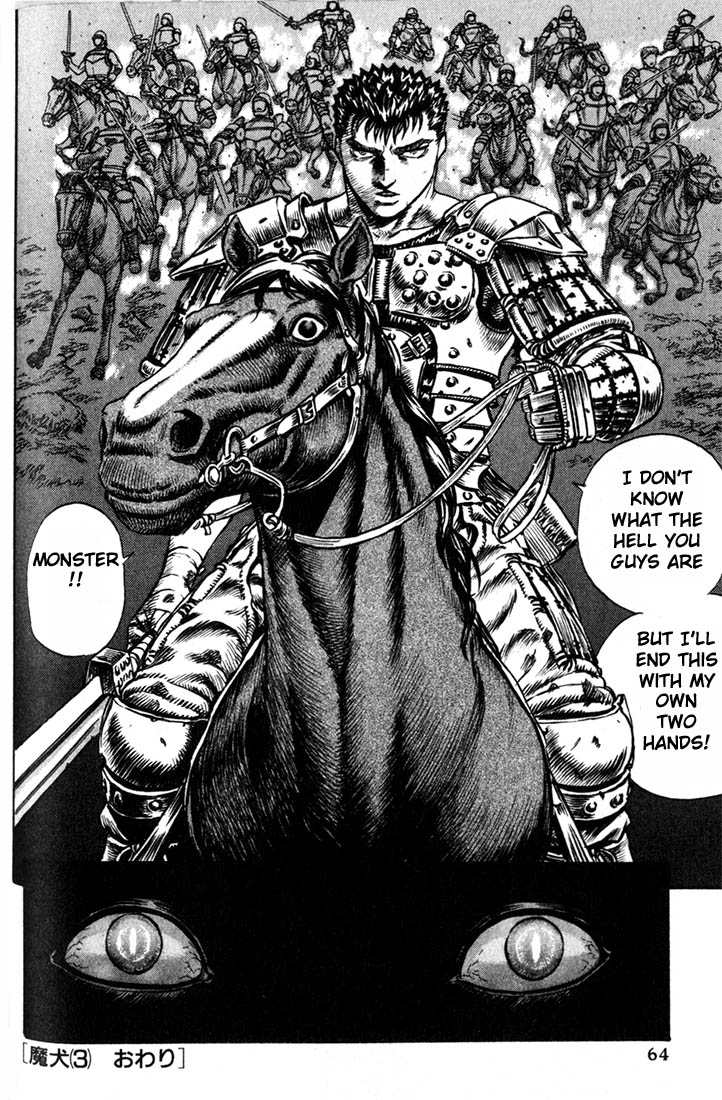 I DON'T
KNOW
WHAT THE
HELL YOU
GUYS ARE
BUT I'LL
END THIS
WITH MY
OWN
TWO
HANDS!
MONSTER
!!
[魔犬(3) おわり]
64